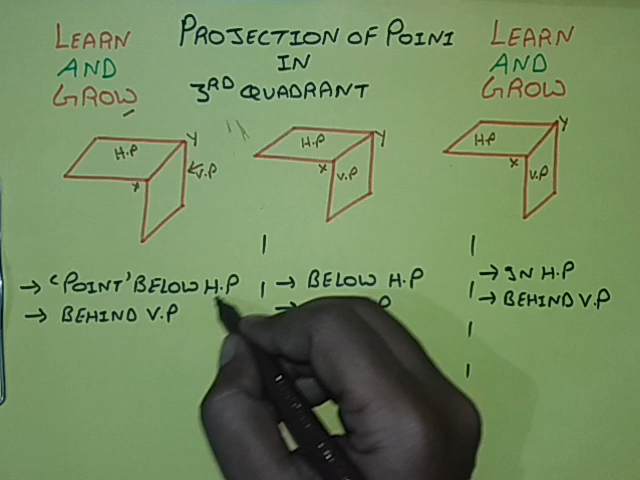 LEARN
AND
GROW
PROJECTION OF POINT
IN
3RD QUADRANT
LEARN
AND
GROW
H.P
Y
X
V.P
H.P
Y
X
V.P
H.P
Y
X
V.P
→ 'POINT' BELOW H.P
→ BEHIND V.P
→ BELOW H.P
→ P
→ IN H.P
→ BEHIND V.P